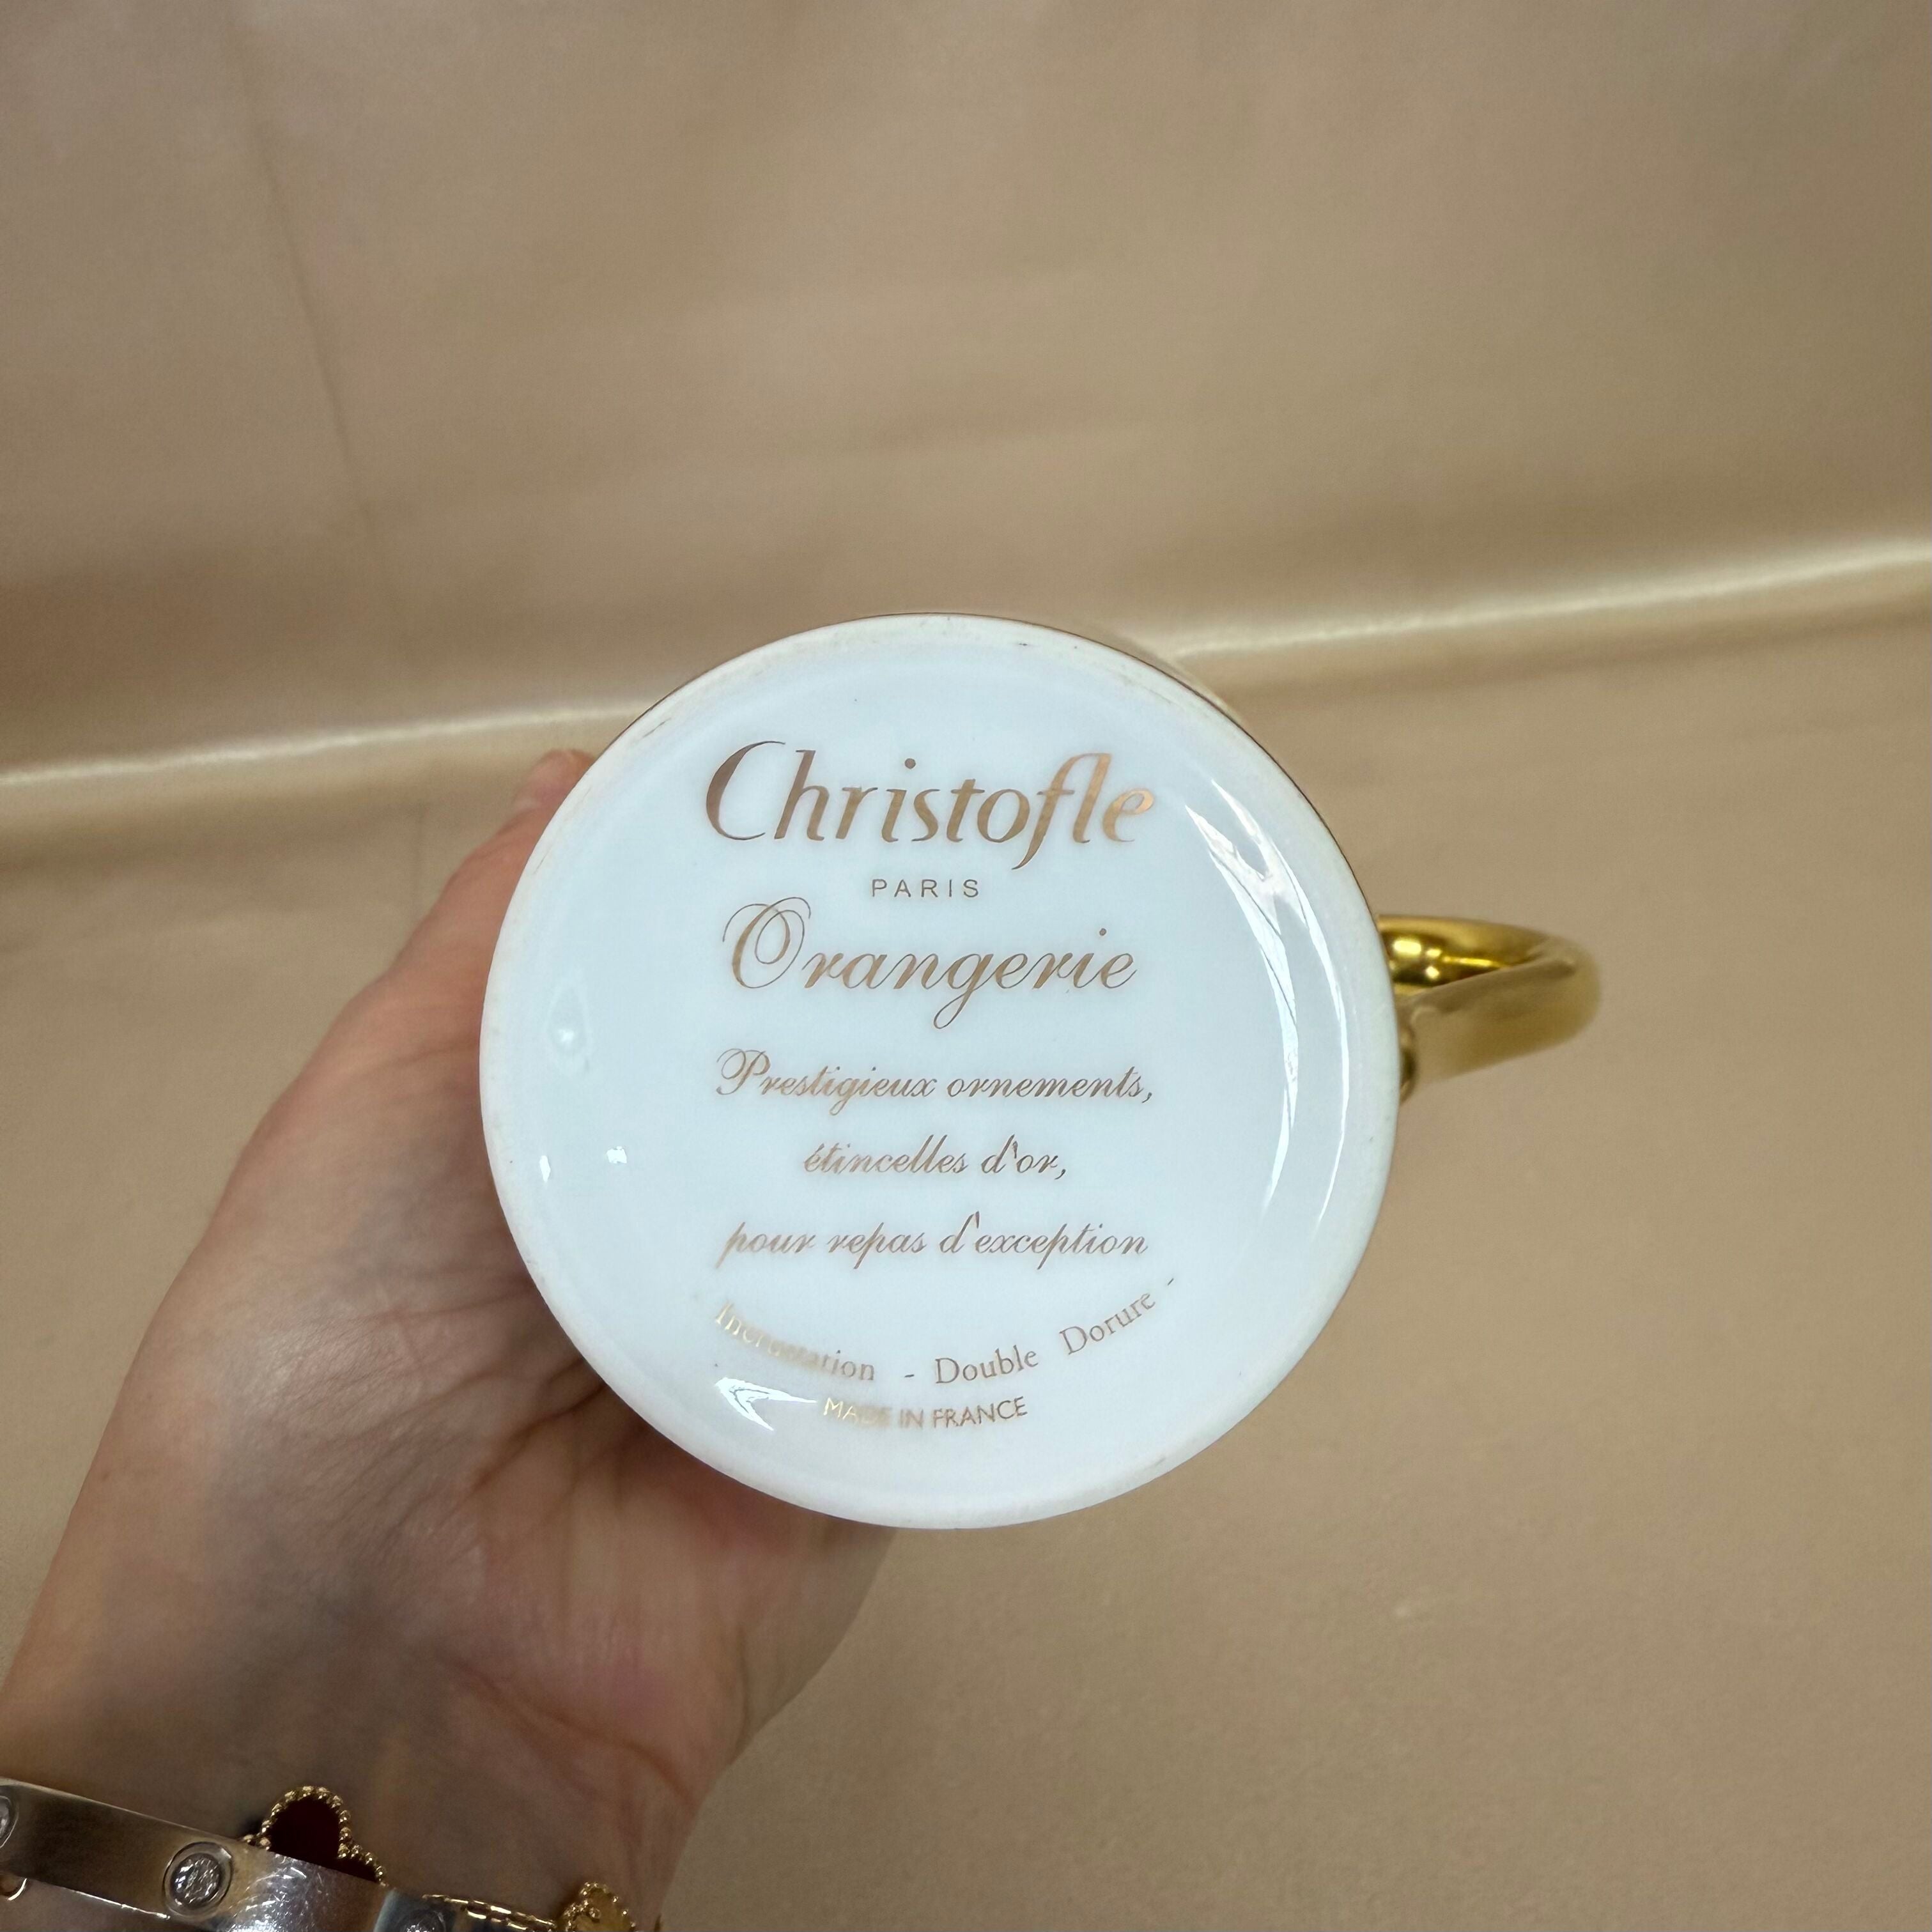 Christofle
PARIS
Orangerie
Prestigieux ornements,
étincelles d'or,
pour repas d'exception
Incrustation - Double Dorure -
MADE IN FRANCE